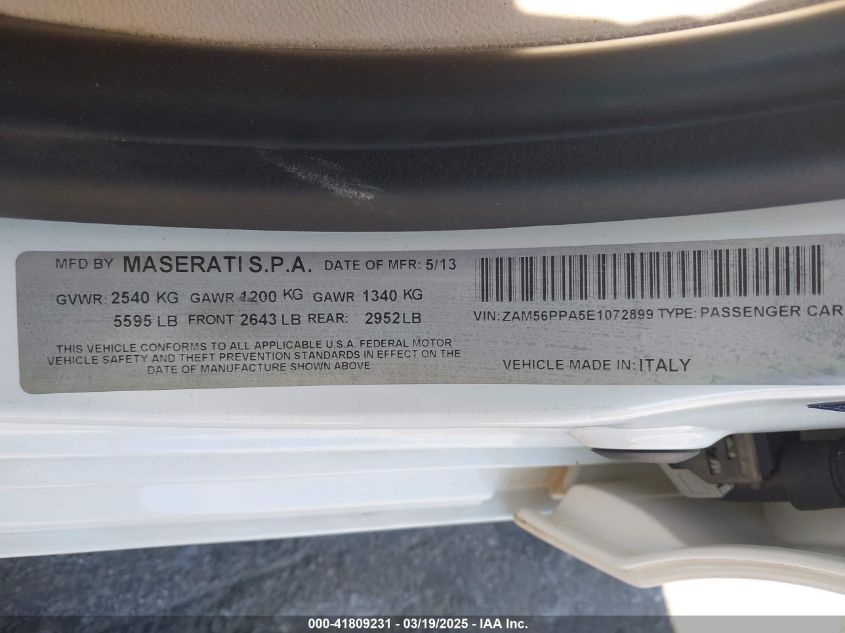 MFD BY MASERATI S.P.A. DATE OF MFR: 5/13
GVWR: 2540 KG GAWR 1200 KG GAWR 1340 KG
5595 LB FRONT 2643 LB REAR: 2952 LB
THIS VEHICLE CONFORMS TO ALL APPLICABLE U.S.A. FEDERAL MOTOR
VEHICLE SAFETY AND THEFT PREVENTION STANDARDS IN EFFECT ON THE
DATE OF MANUFACTURE SHOWN ABOVE
VIN: ZAM56PPA5E1072899 TYPE: PASSENGER CAR
VEHICLE MADE IN: ITALY
000-41809231 - 03/19/2025 - IAA Inc.